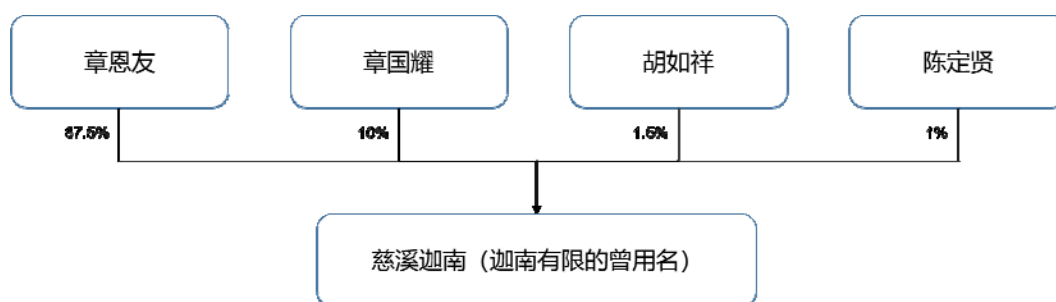 章恩友
章国耀
胡如祥
陈定贤
87.5%
10%
1.5%
1%
慈溪迦南（迦南有限的曾用名）